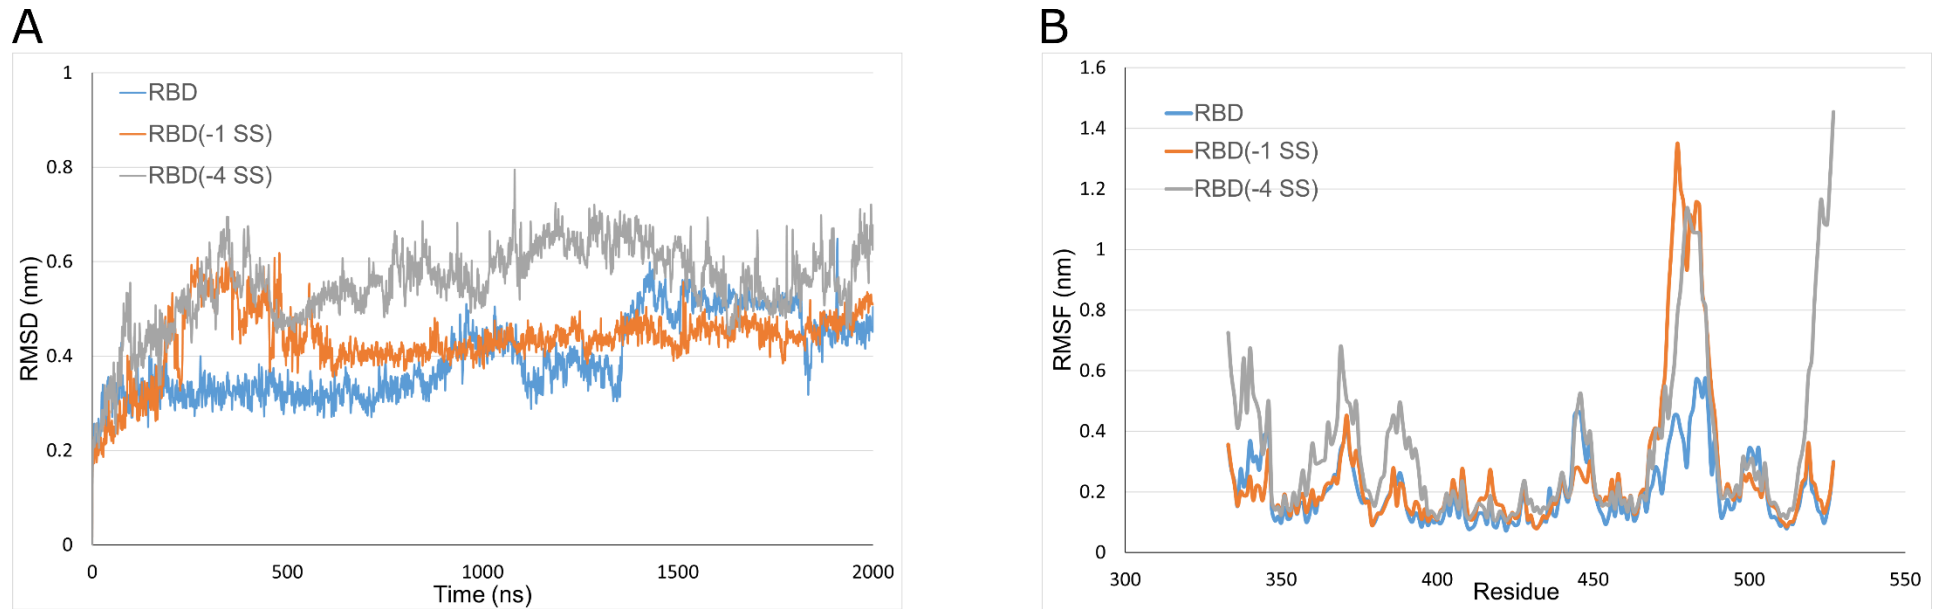 A
1
0.8
0.6
0.4
0.2
0
RMSD (nm)
RBD
RBD(-1 SS)
RBD(-4 SS)
0 500 1000 1500 2000
Time (ns)
B
1.6
1.4
1.2
1
0.8
0.6
0.4
0.2
0
RMSF (nm)
RBD
RBD(-1 SS)
RBD(-4 SS)
300 350 400 450 500 550
Residue